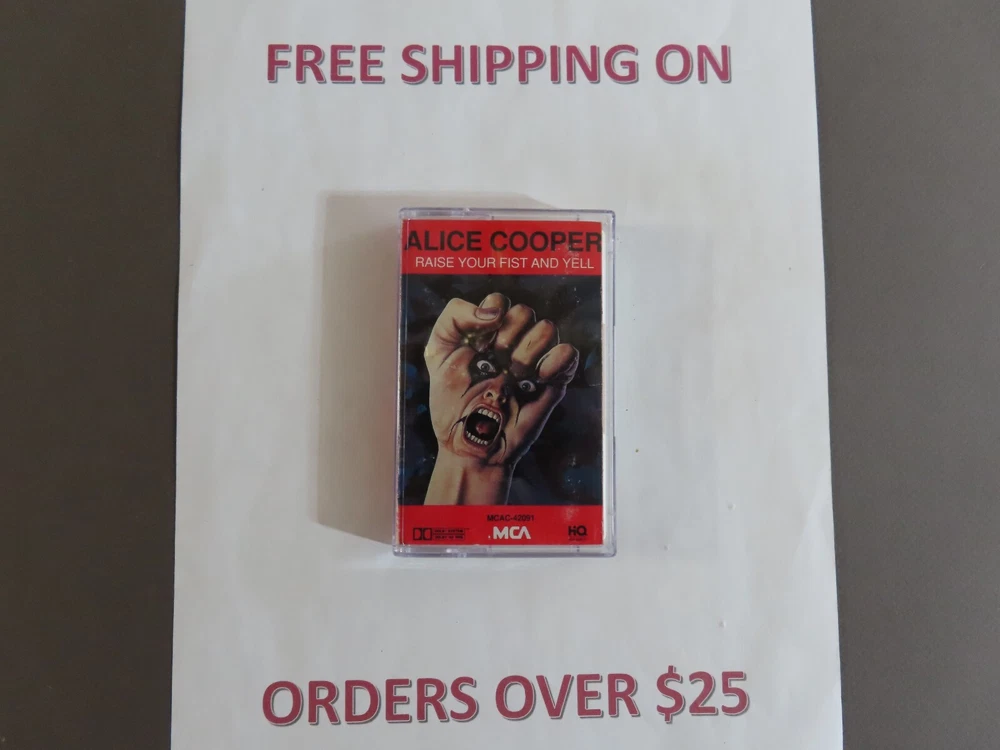 FREE SHIPPING ON
ALICE COOPER
RAISE YOUR FIST AND YELL
MCAC-42091
MCA
HQ
ORDERS OVER $25